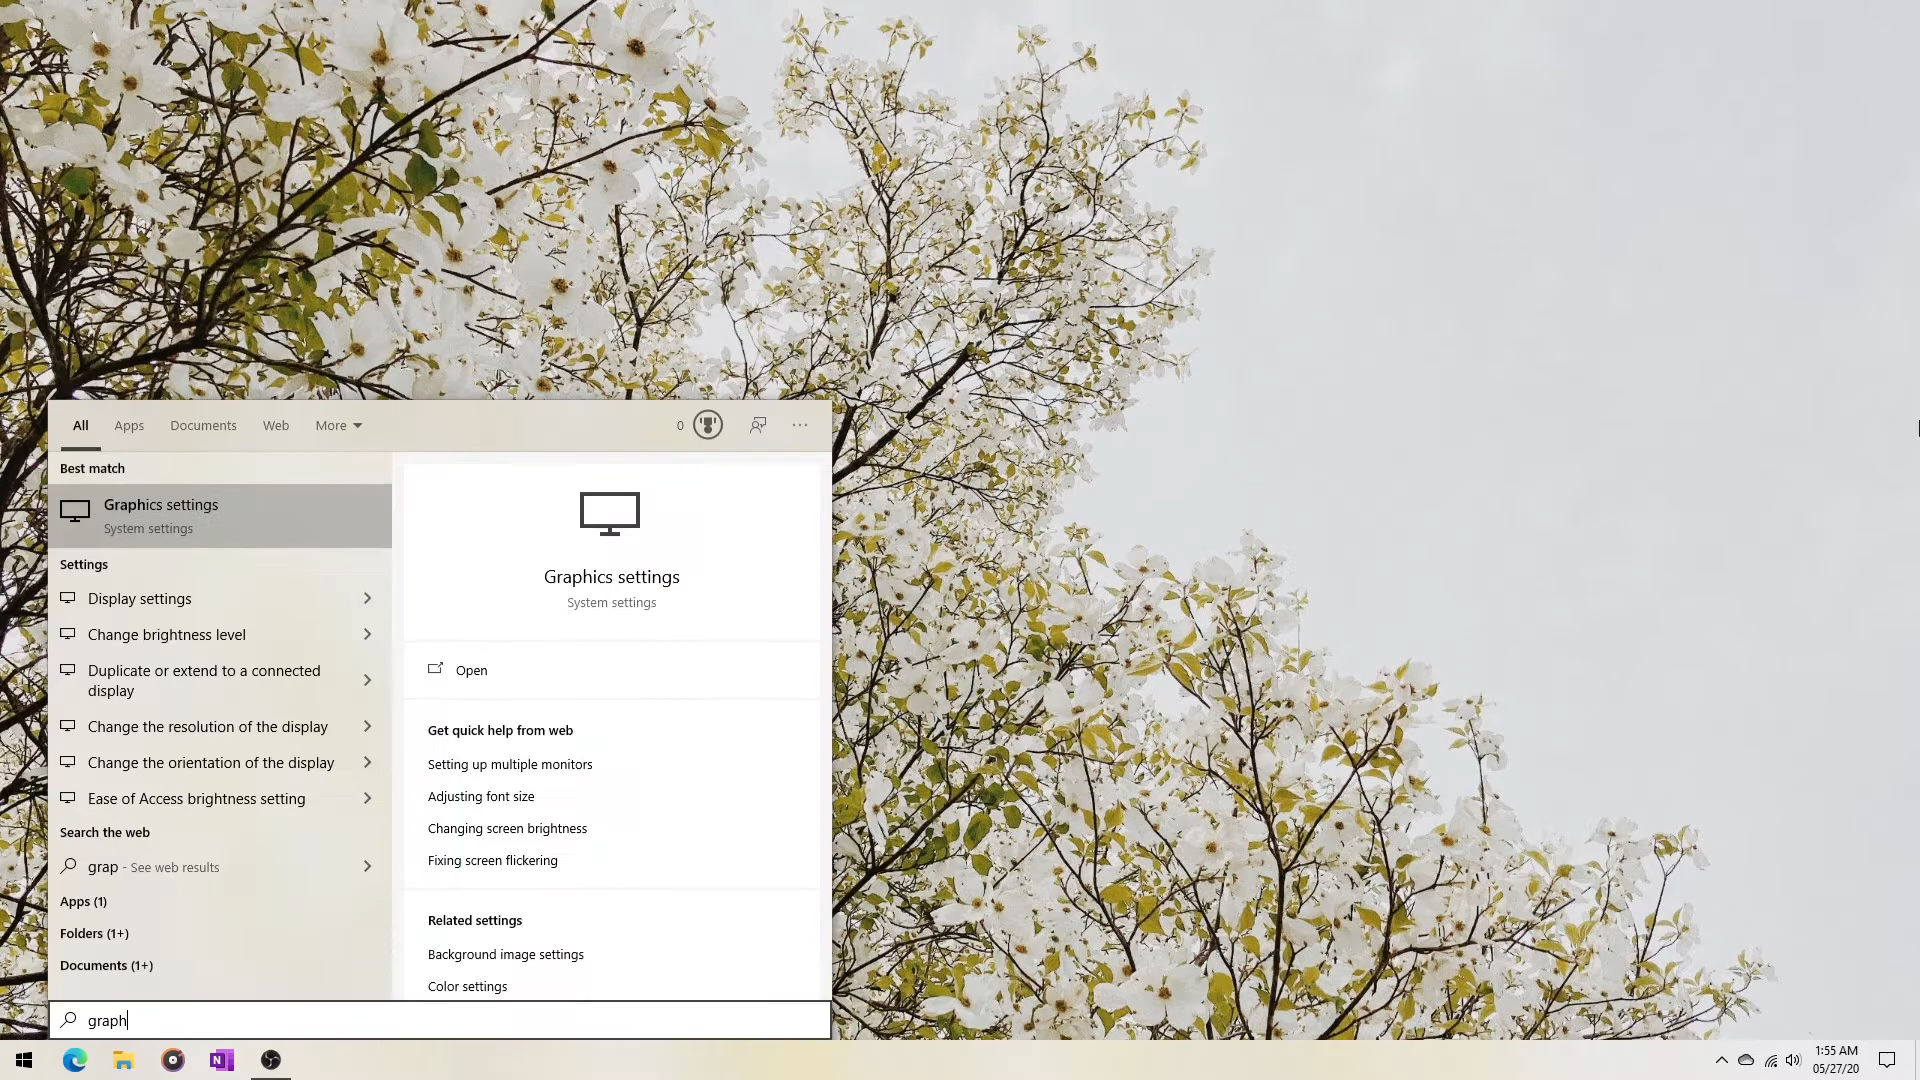 All
Apps
Documents
Web
More
0
Best match
Graphics settings
System settings
Settings
Display settings
Change brightness level
Duplicate or extend to a connected
display
Change the resolution of the display
Change the orientation of the display
Ease of Access brightness setting
Search the web
grap - See web results
Apps (1)
Folders (1+)
Documents (1+)
Graphics settings
System settings
Open
Get quick help from web
Setting up multiple monitors
Adjusting font size
Changing screen brightness
Fixing screen flickering
Related settings
Background image settings
Color settings
graph
N
1:55 AM
05/27/20